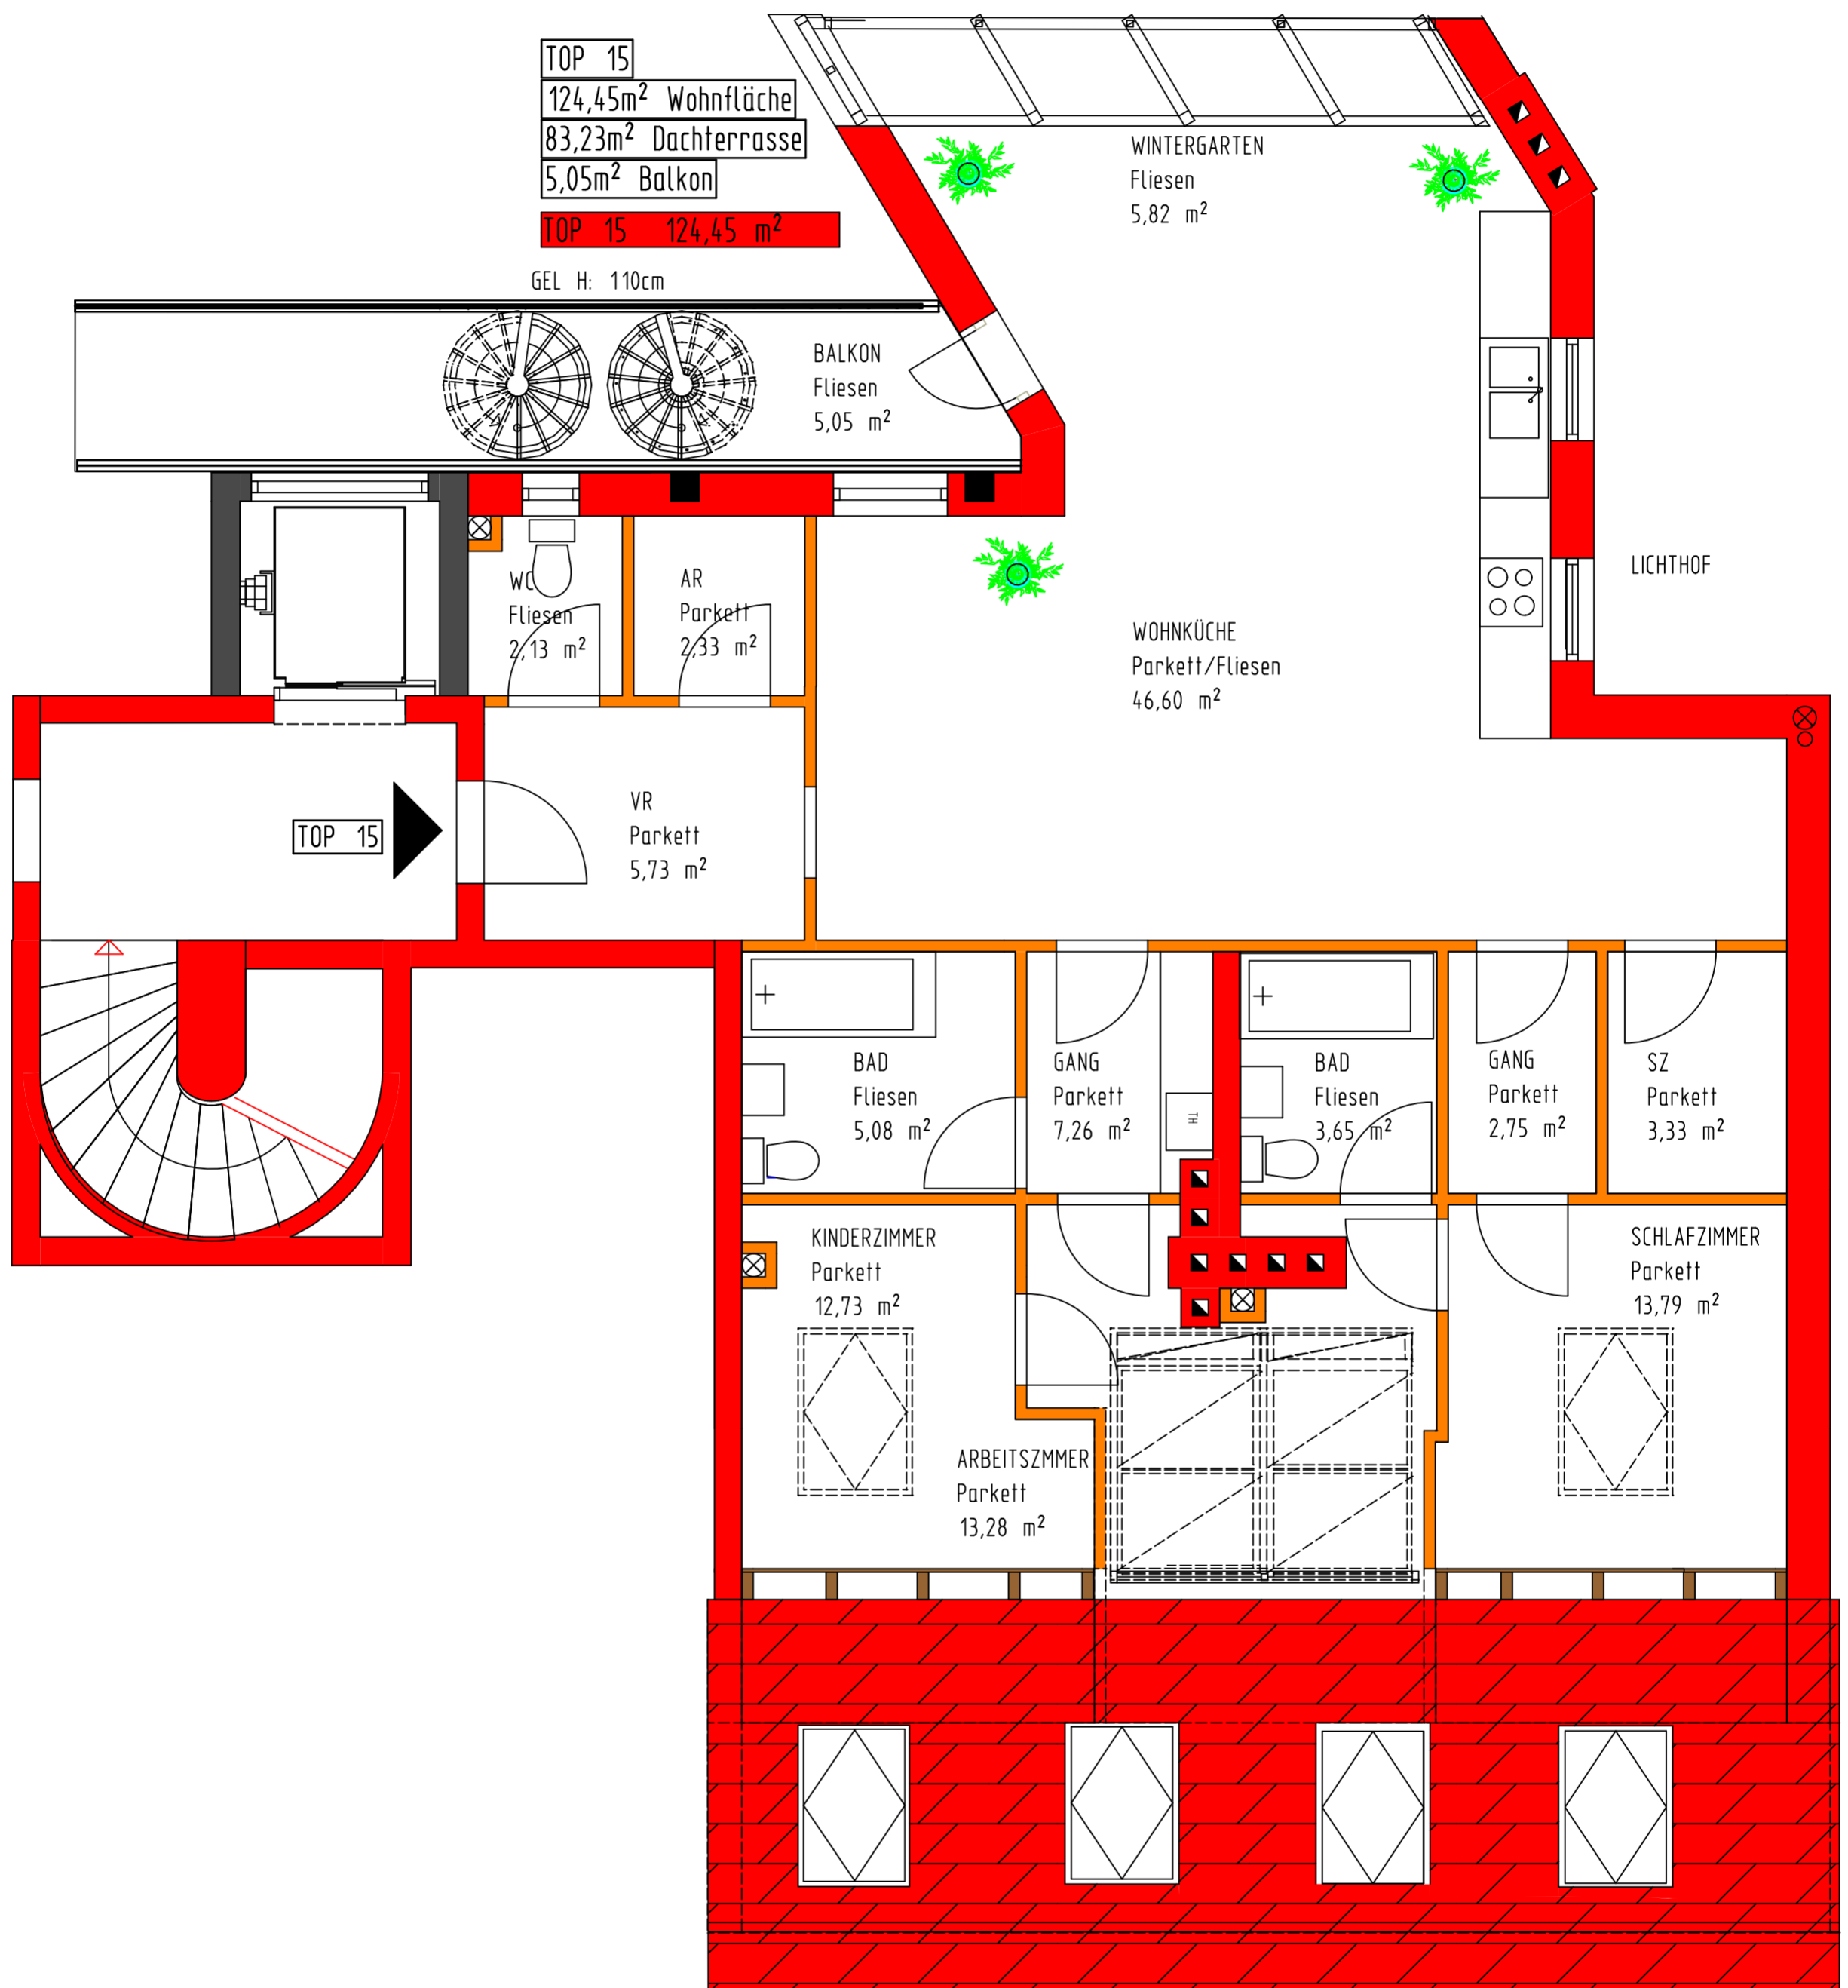 TOP 15
124,45m² Wohnfläche
83,23m² Dachterrasse
5,05m² Balkon
TOP 15 124,45 m²
GEL H: 110cm
WINTERGARTEN
Fliesen
5,82 m²
BALKON
Fliesen
5,05 m²
WC
Fliesen
2,13 m²
AR
Parkett
2,33 m²
LICHTHOF
WOHNKÜCHE
Parkett/Fliesen
46,60 m²
TOP 15
VR
Parkett
5,73 m²
BAD
Fliesen
5,08 m²
GANG
Parkett
7,26 m²
TH
BAD
Fliesen
3,65 m²
GANG
Parkett
2,75 m²
SZ
Parkett
3,33 m²
KINDERZIMMER
Parkett
12,73 m²
SCHLAFZIMMER
Parkett
13,79 m²
ARBEITSZMMER
Parkett
13,28 m²